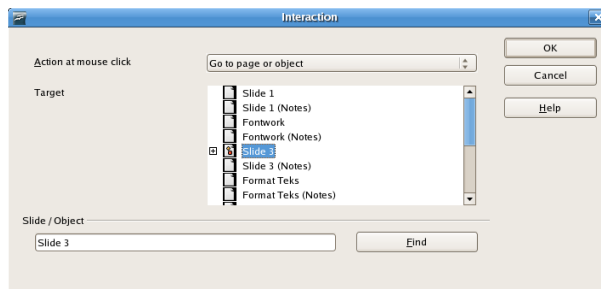 Interaction
Action at mouse click
Go to page or object
OK
Cancel
Help
Target
Slide 1
Slide 1 (Notes)
Fontwork
Fontwork (Notes)
Slide 3
Slide 3 (Notes)
Format Teks
Format Teks (Notes)
Slide / Object
Slide 3
Find